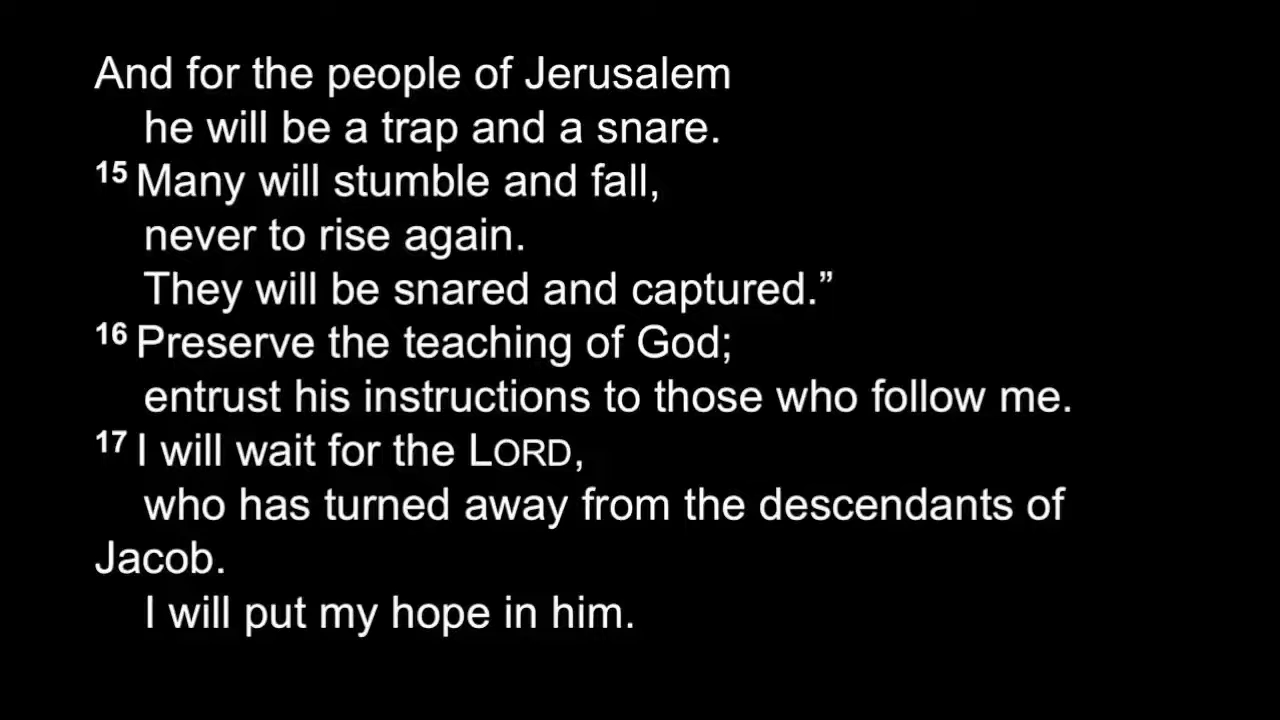 And for the people of Jerusalem
he will be a trap and a snare.
15 Many will stumble and fall,
never to rise again.
They will be snared and captured.”
16 Preserve the teaching of God;
entrust his instructions to those who follow me.
17 I will wait for the LORD,
who has turned away from the descendants of
Jacob.
I will put my hope in him.